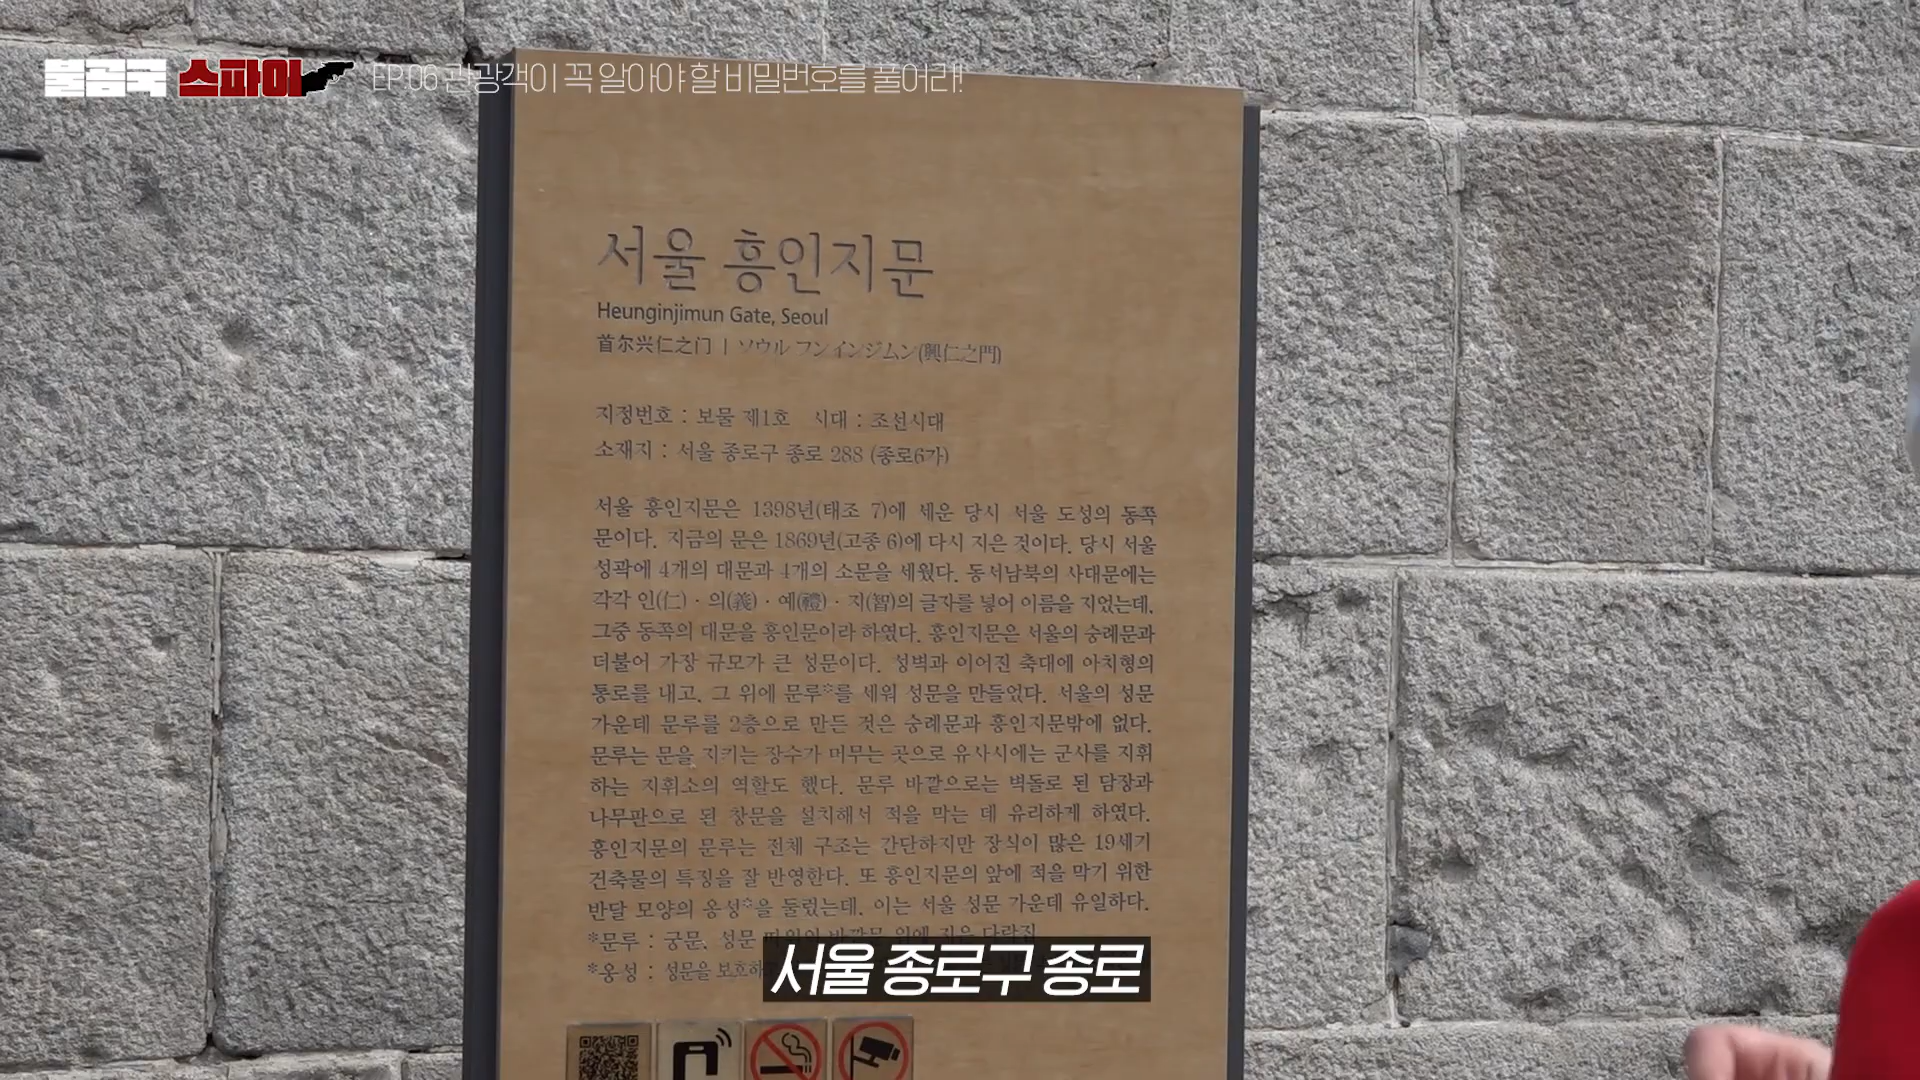 불곰국 스파이 EP 06 관광객이 꼭 알아야 할 비밀번호를 풀어라!
서울 흥인지문
Heunginjimun Gate, Seoul
首尔兴仁之门 | ソウル フンインジムン(興仁之門)
지정번호 : 보물 제1호 시대 : 조선시대
소재지 : 서울 종로구 종로 288 (종로6가)
서울 흥인지문은 1398년(태조 7)에 세운 당시 서울 도성의 동쪽
문이다. 지금의 문은 1869년(고종 6)에 다시 지은 것이다. 당시 서울
성곽에 4개의 대문과 4개의 소문을 세웠다. 동서남북의 사대문에는
각각 인(仁) · 의(義) · 예(禮) · 지(智)의 글자를 넣어 이름을 지었는데,
그중 동쪽의 대문을 흥인문이라 하였다. 흥인지문은 서울의 숭례문과
더불어 가장 규모가 큰 성문이다. 성벽과 이어진 축대에 아치형의
통로를 내고, 그 위에 문루*를 세워 성문을 만들었다. 서울의 성문
가운데 문루를 2층으로 만든 것은 숭례문과 흥인지문밖에 없다.
문루는 문을 지키는 장수가 머무는 곳으로 유사시에는 군사를 지휘
하는 지휘소의 역할도 했다. 문루 바깥으로는 벽돌로 된 담장과
나무판으로 된 창문을 설치해서 적을 막는 데 유리하게 하였다.
흥인지문의 문루는 전체 구조는 간단하지만 장식이 많은 19세기
건축물의 특징을 잘 반영한다. 또 흥인지문의 앞에 적을 막기 위한
반달 모양의 옹성*을 둘렀는데, 이는 서울 성문 가운데 유일하다.
*문루 : 궁문, 성문
*옹성 : 성문을
서울 종로구 종로